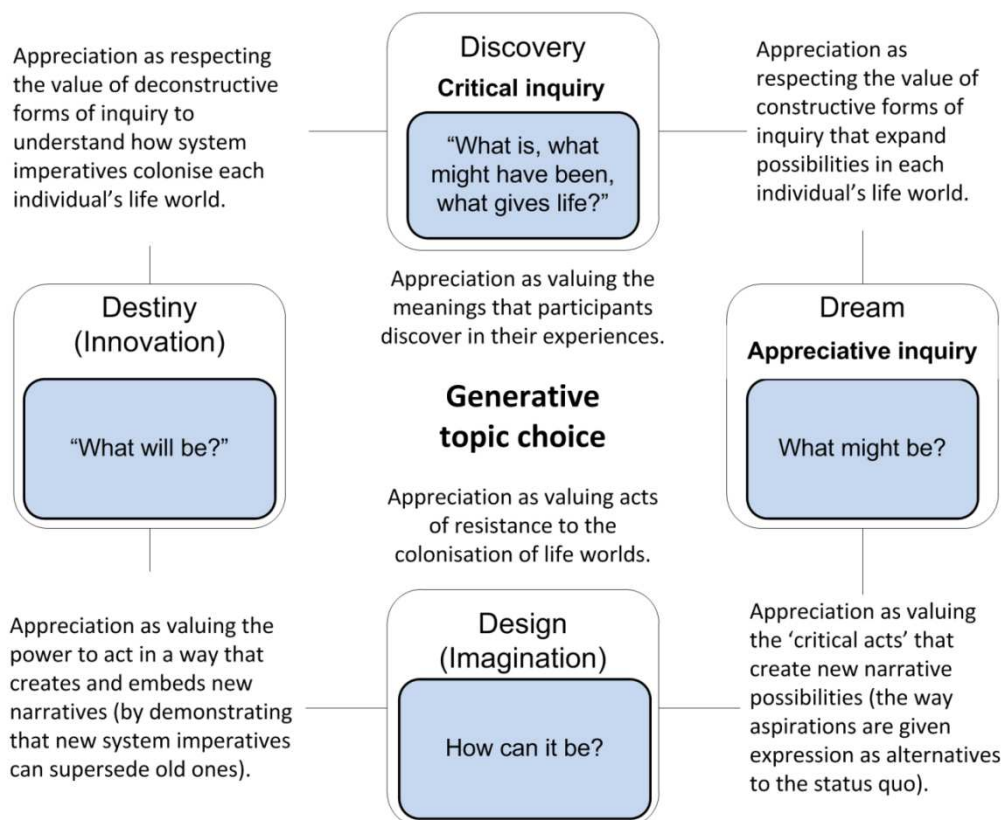 Appreciation as respecting
the value of deconstructive
forms of inquiry to
understand how system
imperatives colonise each
individual’s life world.
Discovery
Critical inquiry
“What is, what
might have been,
what gives life?”
Appreciation as
respecting the value of
constructive forms of
inquiry that expand
possibilities in each
individual’s life world.
Appreciation as valuing the
meanings that participants
discover in their experiences.
Destiny
(Innovation)
“What will be?”
Generative
topic choice
Dream
Appreciative inquiry
What might be?
Appreciation as valuing acts
of resistance to the
colonisation of life worlds.
Appreciation as valuing the
power to act in a way that
creates and embeds new
narratives (by demonstrating
that new system imperatives
can supersede old ones).
Design
(Imagination)
How can it be?
Appreciation as valuing
the ‘critical acts’ that
create new narrative
possibilities (the way
aspirations are given
expression as alternatives
to the status quo).